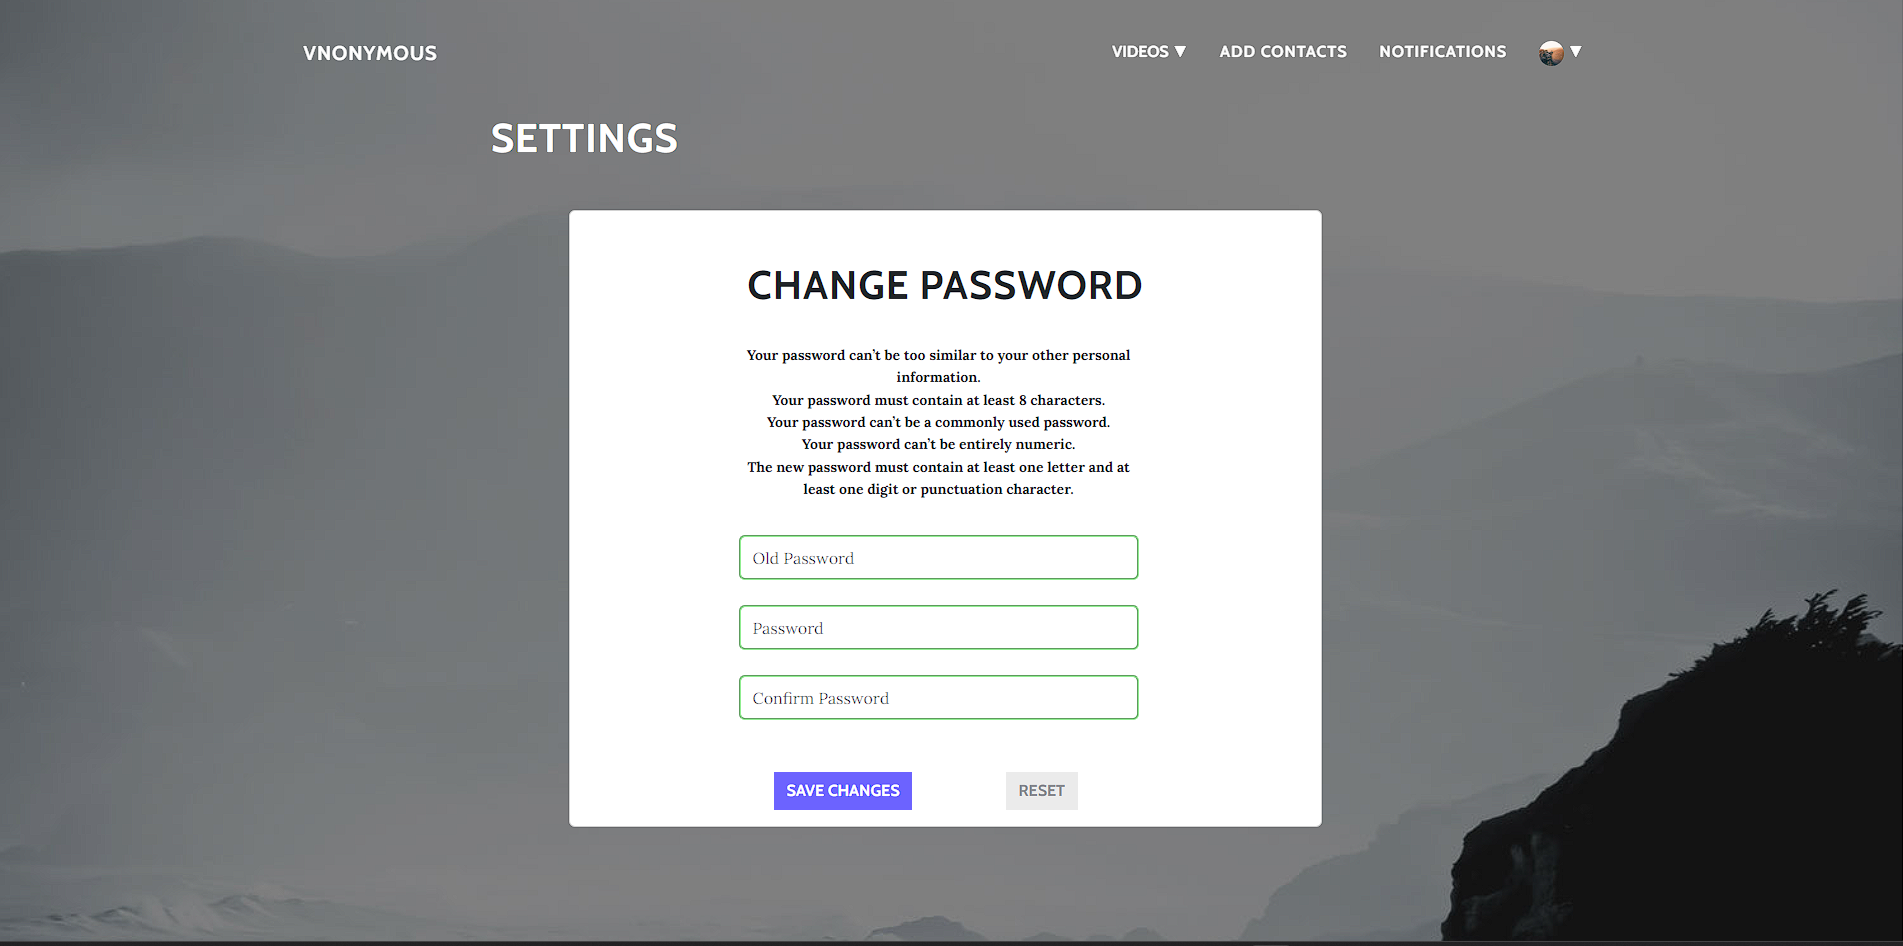 VNONYMOUS
VIDEOS ▼
ADD CONTACTS
NOTIFICATIONS
▼
SETTINGS
CHANGE PASSWORD
Your password can’t be too similar to your other personal
information.
Your password must contain at least 8 characters.
Your password can’t be a commonly used password.
Your password can’t be entirely numeric.
The new password must contain at least one letter and at
least one digit or punctuation character.
Old Password
Password
Confirm Password
SAVE CHANGES
RESET